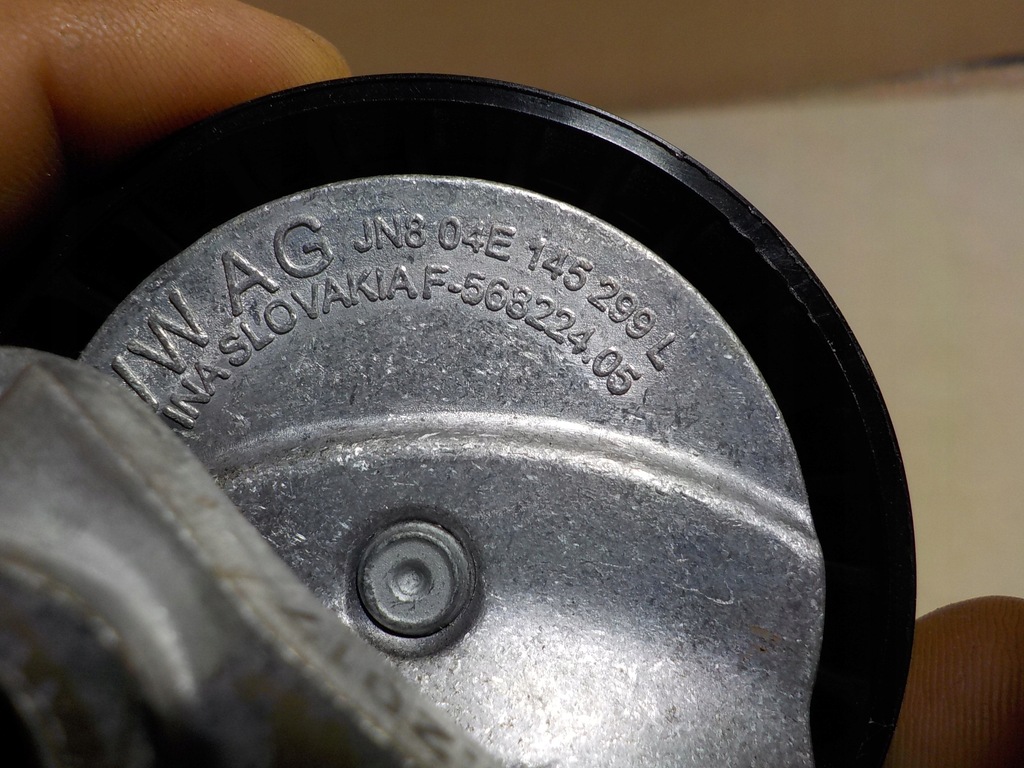 VW AG JN8 04E 145 299 L
INA SLOVAKIA F-568224.05